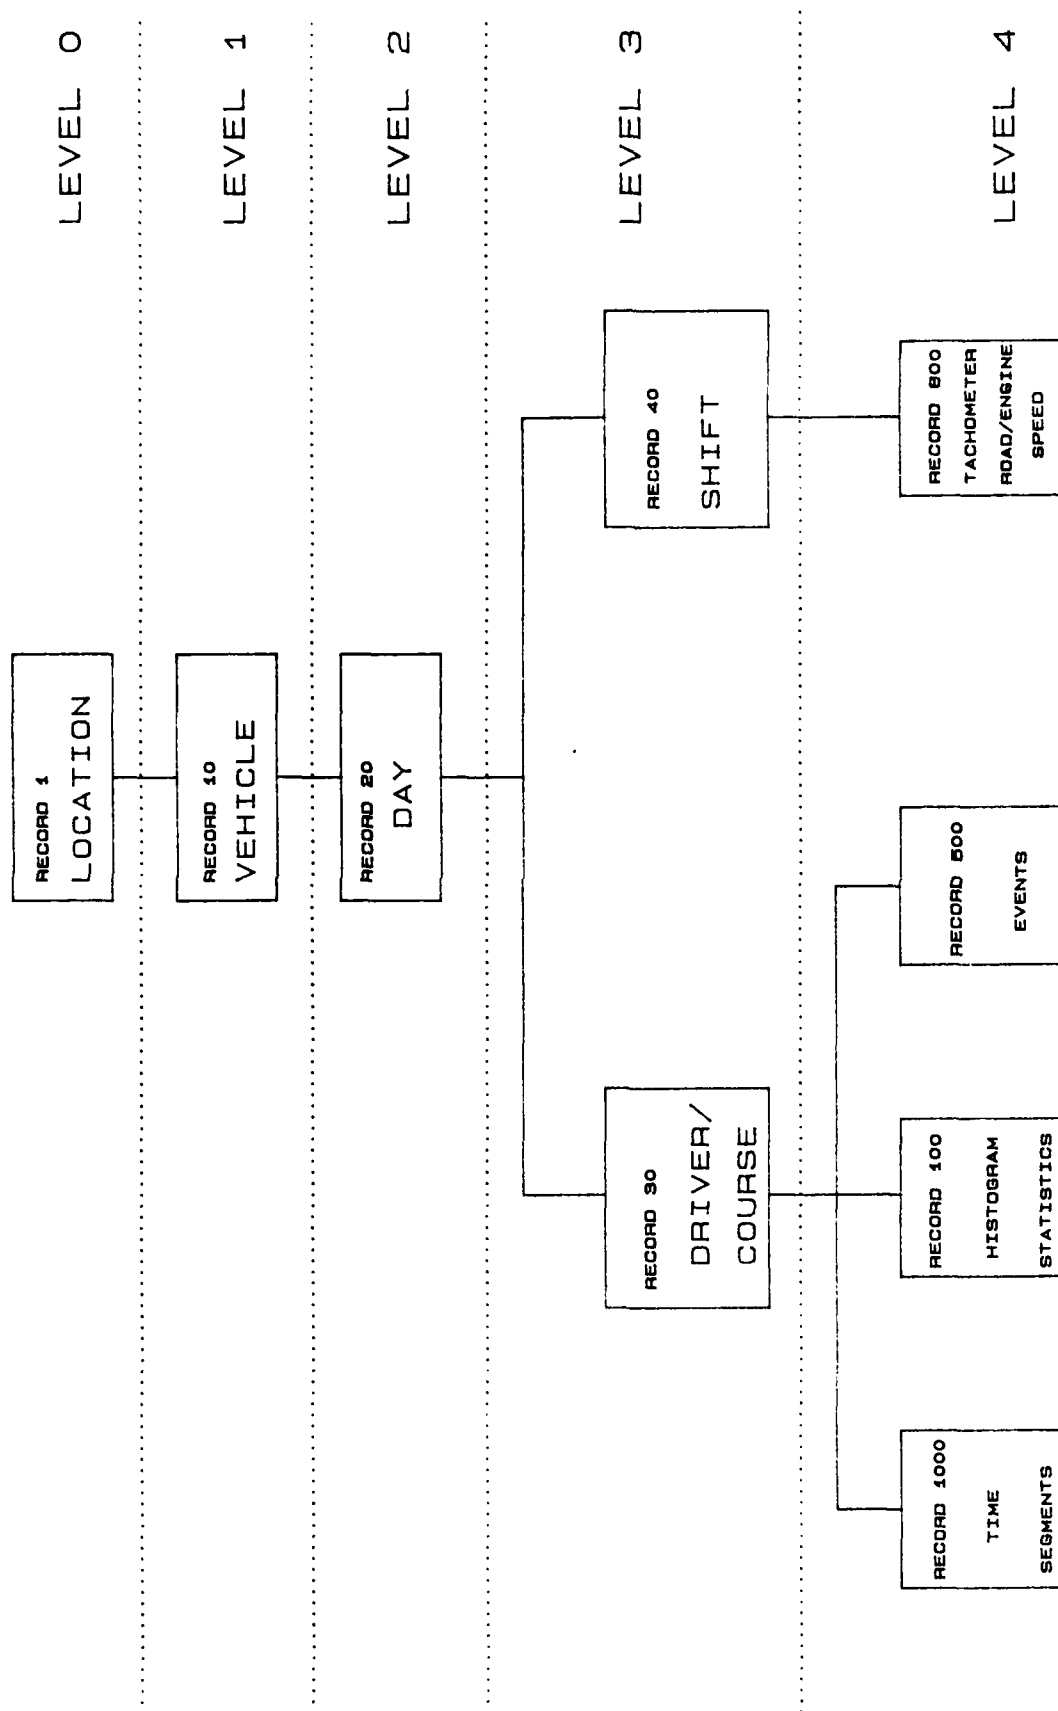 RECORD 1
LOCATION
LEVEL 0
RECORD 10
VEHICLE
LEVEL 1
RECORD 20
DAY
LEVEL 2
RECORD 30
DRIVER/
COURSE
RECORD 40
SHIFT
LEVEL 3
RECORD 1000
TIME
SEGMENTS
RECORD 100
HISTOGRAM
STATISTICS
RECORD 500
EVENTS
RECORD 800
TACHOMETER
ROAD/ENGINE
SPEED
LEVEL 4